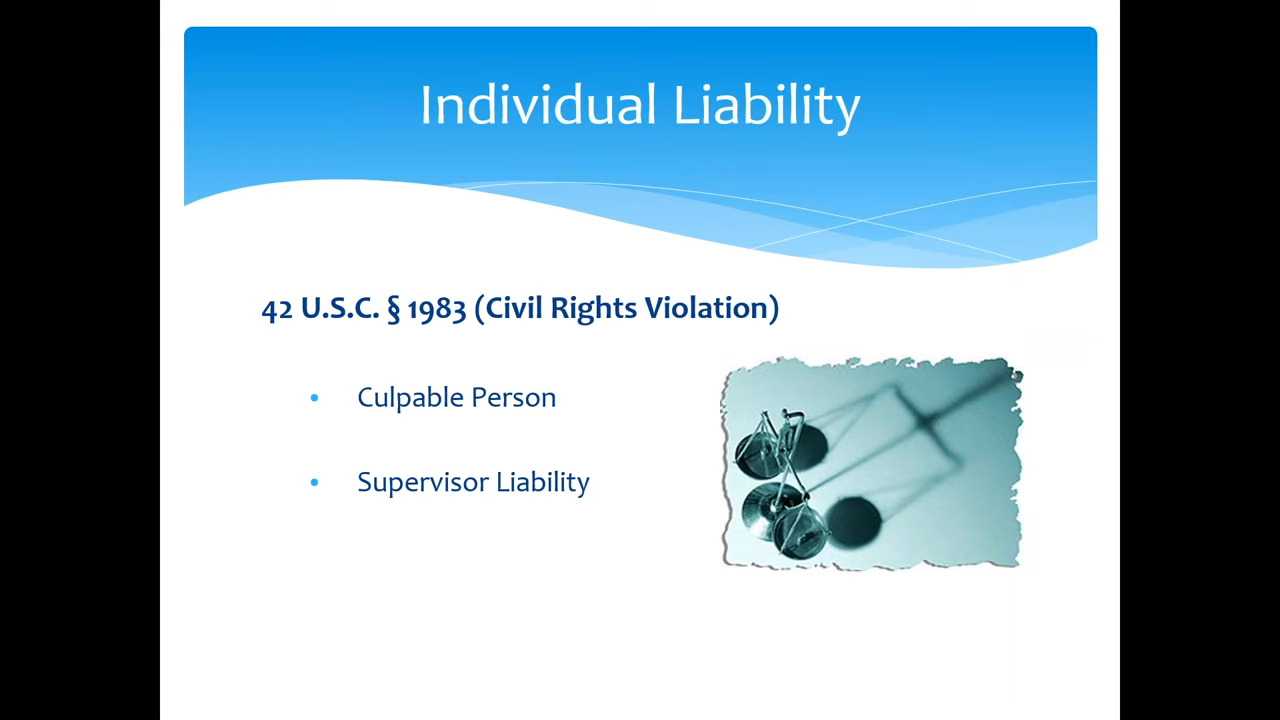 Individual Liability
42 U.S.C. § 1983 (Civil Rights Violation)
• Culpable Person
• Supervisor Liability